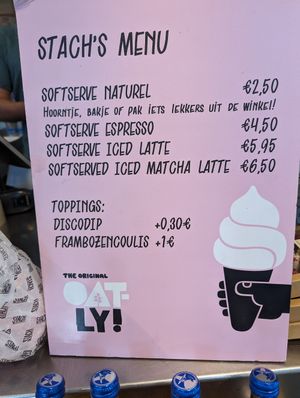 STACH'S MENU
SOFTSERVE NATUREL €2,50
HOORNTJE, BAKJE OF PAK IETS LEKKERS UIT DE WINKEL!
SOFTSERVE ESPRESSO €4,50
SOFTSERVE ICED LATTE €5,95
SOFTSERVED ICED MATCHA LATTE €6,50
TOPPINGS:
DISCODIP +0,30€
FRAMBOZENCOULIS +1€
THE ORIGINAL
OAT-
LY!